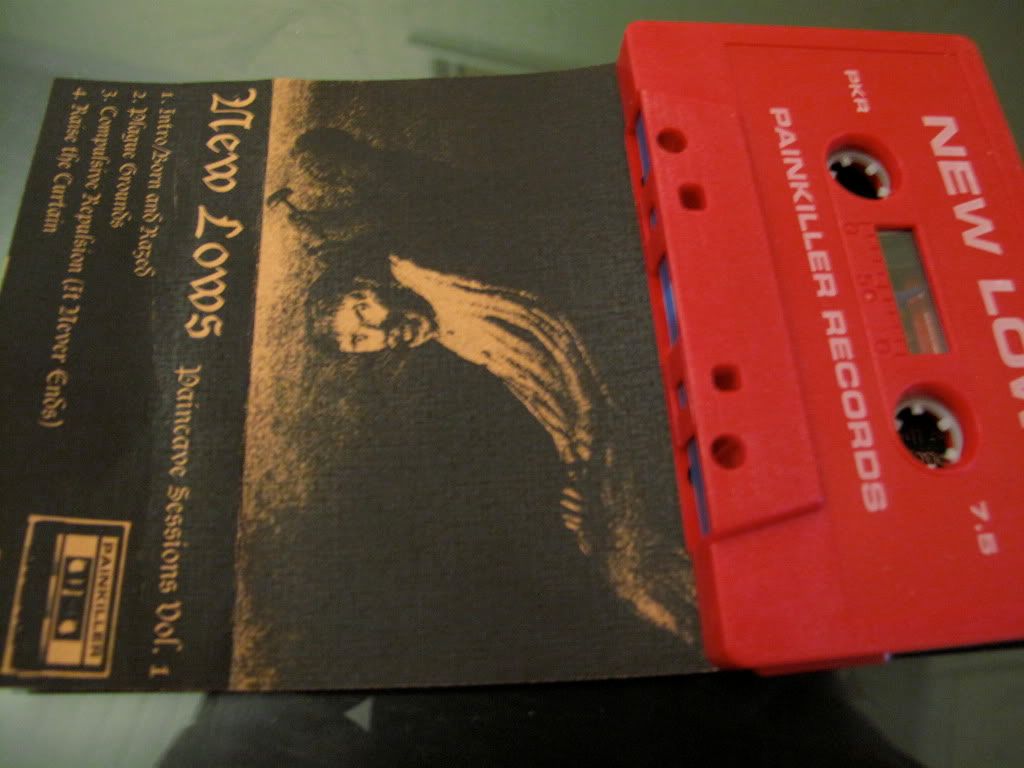 New Lows
Paincave Sessions Vol. 1
1. Intro/Born and Razed
2. Plague Grounds
3. Compulsive Repulsion (It Never Ends)
4. Raise the Curtain
PAINKILLER
NEW LOW
PKR
7.5
PAINKILLER RECORDS